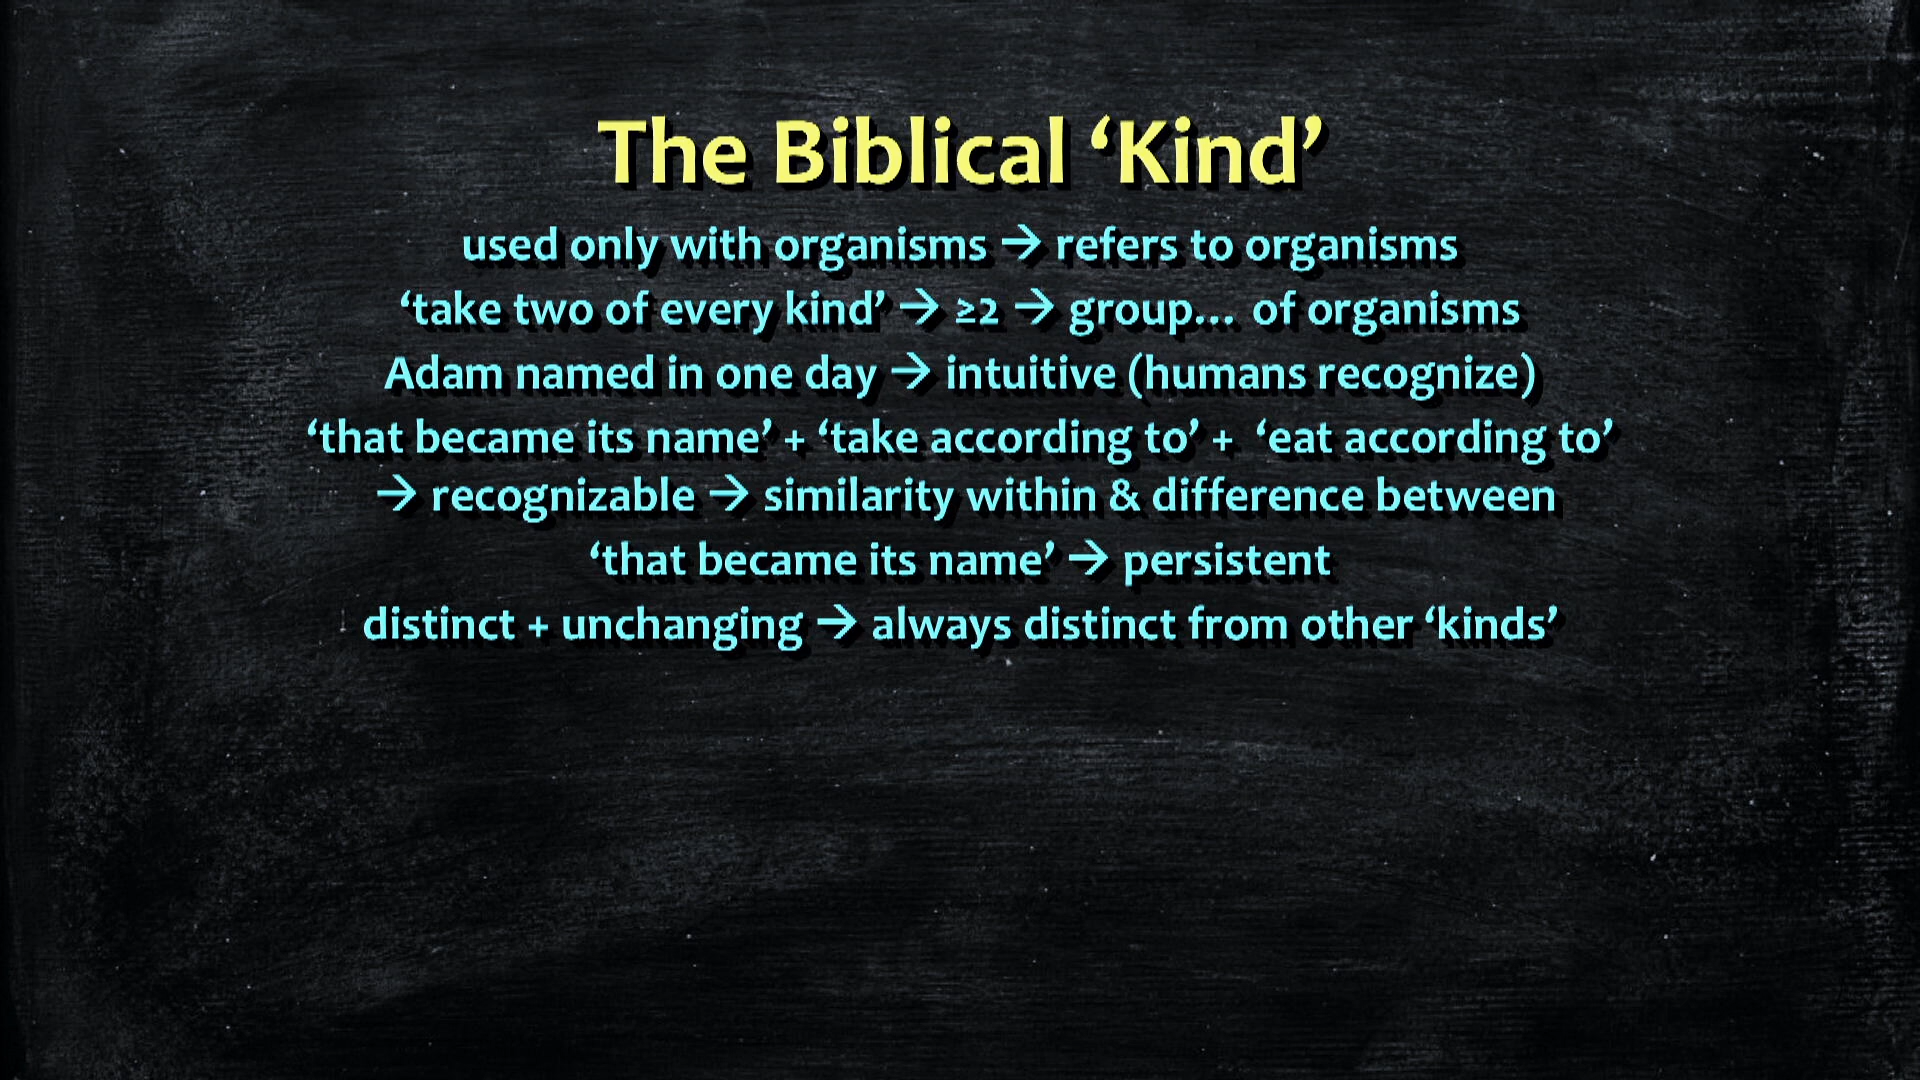 The Biblical ‘Kind’
used only with organisms → refers to organisms
‘take two of every kind’ → ≥2 → group… of organisms
Adam named in one day → intuitive (humans recognize)
‘that became its name’ + ‘take according to’ + ‘eat according to’
→ recognizable → similarity within & difference between
‘that became its name’ → persistent
distinct + unchanging → always distinct from other ‘kinds’